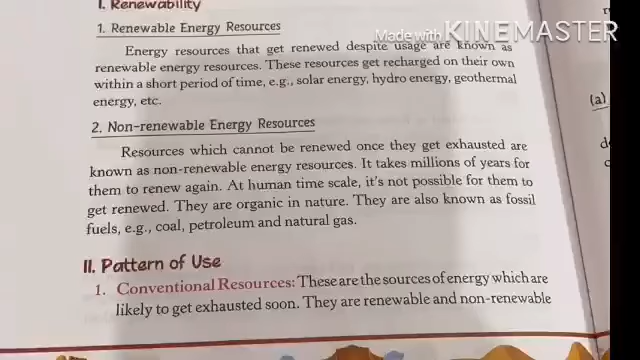 I. Renewability
Made with KINEMASTER
1. Renewable Energy Resources
Energy resources that get renewed despite usage are known as
renewable energy resources. These resources get recharged on their own
within a short period of time, e.g., solar energy, hydro energy, geothermal
energy, etc.
(a)
2. Non-renewable Energy Resources
Resources which cannot be renewed once they get exhausted are
known as non-renewable energy resources. It takes millions of years for
them to renew again. At human time scale, it's not possible for them to
get renewed. They are organic in nature. They are also known as fossil
fuels, e.g., coal, petroleum and natural gas.
II. Pattern of Use
1. Conventional Resources: These are the sources of energy which are
likely to get exhausted soon. They are renewable and non-renewable